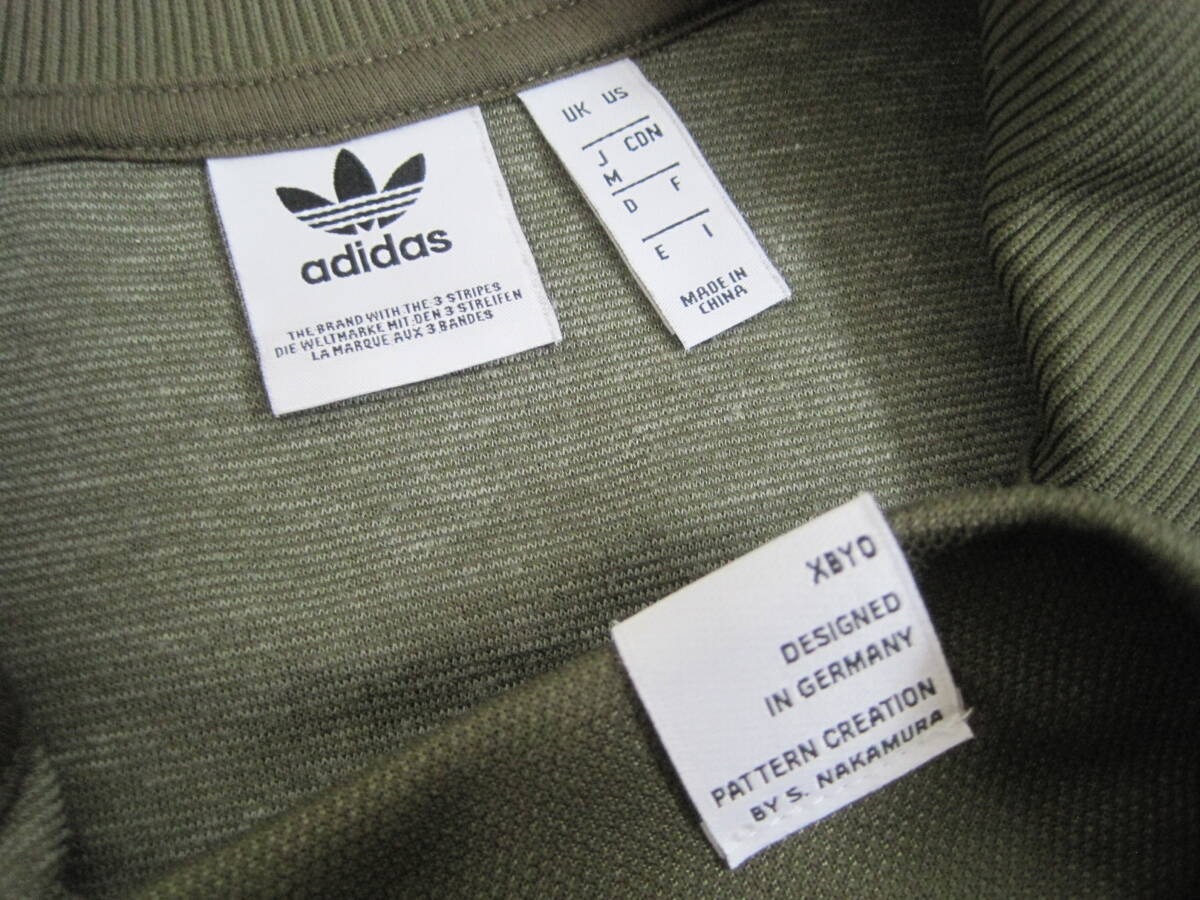 adidas
THE BRAND WITH THE 3 STRIPES
DIE WELTMARKE MIT DEN 3 STREIFEN
LA MARQUE AUX 3 BANDES
UK US
J CDN
M
D F
E I
MADE IN
CHINA
XBYO
DESIGNED
IN GERMANY
PATTERN CREATION
BY S. NAKAMURA